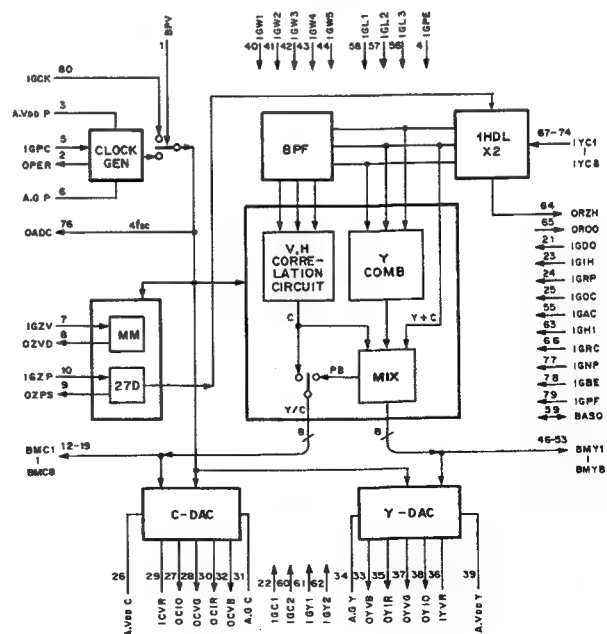 BPV
1
IGW1
IGW2
IGW3
IGW4
IGW5
IGL1
IGL2
IGL3
IGPE
40
41
42
43
44
58
57
56
4
IGCK
80
A.VDD P
3
IGPC
5
OPER
2
A.G P
6
CLOCK
GEN
BPF
1HDL
X2
67-74
IYC1
IYC8
OADC
76
4fsc
64
ORZH
65
OROO
21
IGDO
23
IGIH
24
IGRP
25
IGOC
55
IGAC
63
IGHI
66
IGRC
77
IGNP
78
IGBE
79
IGPF
59
BASO
V,H
CORRE-
LATION
CIRCUIT
Y
COMB
C
Y+C
IGZV
7
OZVD
8
MM
IGZP
10
OZPS
9
27D
PB
MIX
Y/C
8
8
BMC1
12-19
BMC8
46-53
BMY1
BMY8
C-DAC
Y-DAC
26
29
27
28
30
32
31
22
60
61
62
34
33
35
37
38
36
39
A.VDD C
ICVR
OCIO
OCVG
OCIR
OCVB
A.G C
IGC1
IGC2
IGY1
IGY2
A.G Y
OYVB
OYIR
OYVG
OYIO
IYVR
A.VDD Y